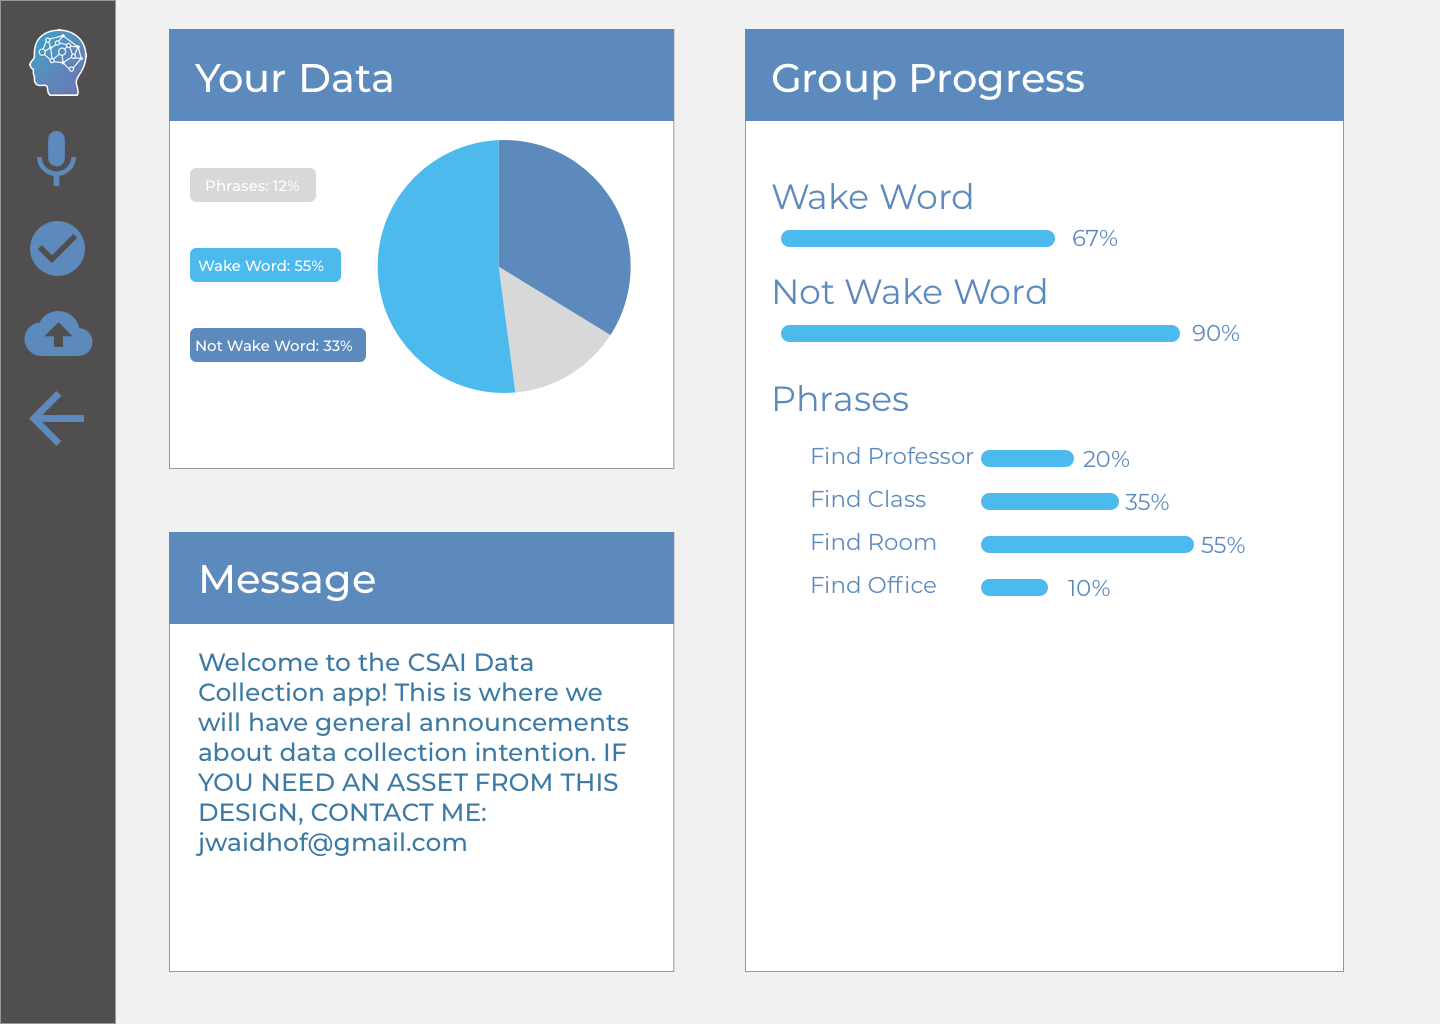 Your Data
Phrases: 12%
Wake Word: 55%
Not Wake Word: 33%
Message
Welcome to the CSAI Data
Collection app! This is where we
will have general announcements
about data collection intention. IF
YOU NEED AN ASSET FROM THIS
DESIGN, CONTACT ME:
jwaidhof@gmail.com
Group Progress
Wake Word
67%
Not Wake Word
90%
Phrases
Find Professor 20%
Find Class 35%
Find Room 55%
Find Office 10%